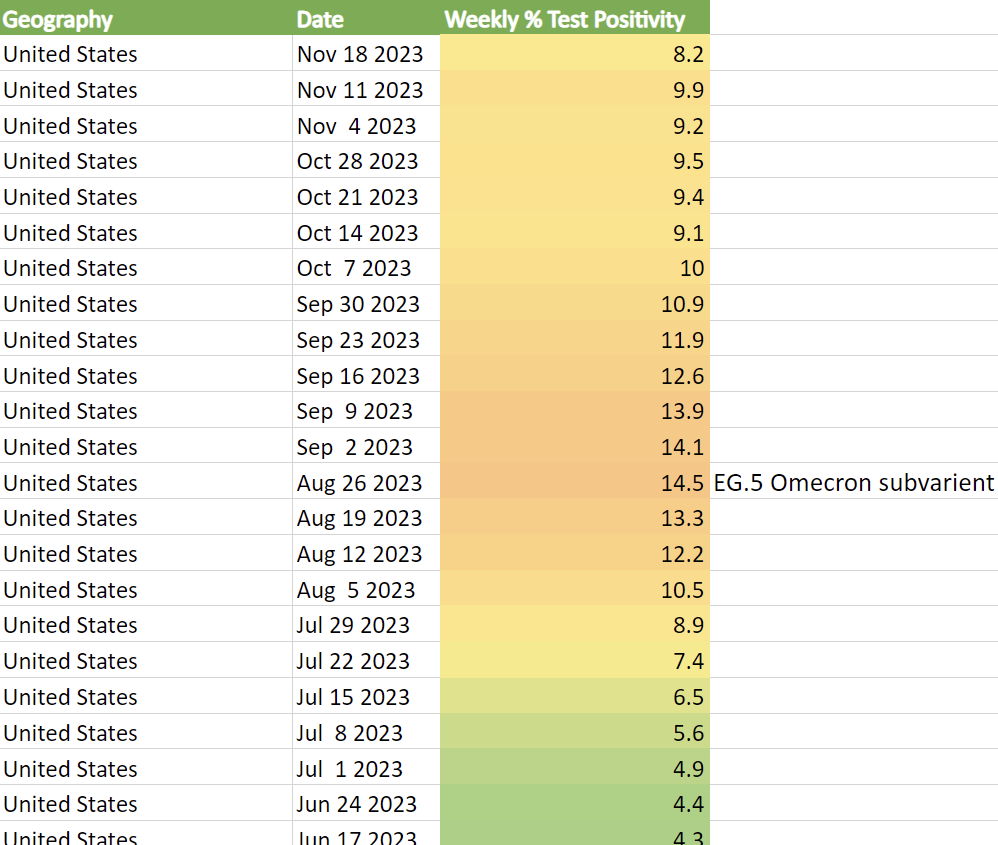 Geography Date Weekly % Test Positivity
United States Nov 18 2023 8.2
United States Nov 11 2023 9.9
United States Nov  4 2023 9.2
United States Oct 28 2023 9.5
United States Oct 21 2023 9.4
United States Oct 14 2023 9.1
United States Oct  7 2023 10
United States Sep 30 2023 10.9
United States Sep 23 2023 11.9
United States Sep 16 2023 12.6
United States Sep  9 2023 13.9
United States Sep  2 2023 14.1
United States Aug 26 2023 14.5 EG.5 Omecron subvarient
United States Aug 19 2023 13.3
United States Aug 12 2023 12.2
United States Aug  5 2023 10.5
United States Jul 29 2023 8.9
United States Jul 22 2023 7.4
United States Jul 15 2023 6.5
United States Jul  8 2023 5.6
United States Jul  1 2023 4.9
United States Jun 24 2023 4.4
United States Jun 17 2023 4.3